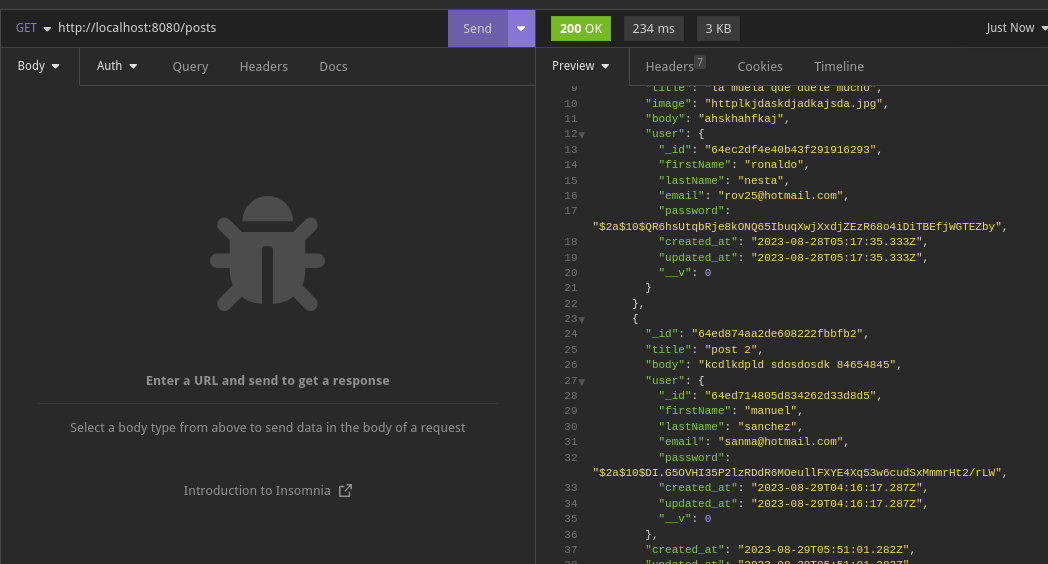 GET http://localhost:8080/posts Send 200 OK 234 ms 3 KB Just Now
Body Auth Query Headers Docs
Preview Headers 7 Cookies Timeline
Enter a URL and send to get a response
Select a body type from above to send data in the body of a request
Introduction to Insomnia
9 "title": "la muela que duele mucho",
10 "image": "httplkjdaskdjadkajsda.jpg",
11 "body": "ahskhahfkaj",
12 "user": {
13 "_id": "64ec2df4e40b43f291916293",
14 "firstName": "ronaldo",
15 "lastName": "nesta",
16 "email": "rov25@hotmail.com",
17 "password":
"$2a$10$QR6hsUtqbRje8kONQ65IbuqXwjXxdjZEzR68o4iDiTBEfjWGTEZby",
18 "created_at": "2023-08-28T05:17:35.333Z",
19 "updated_at": "2023-08-28T05:17:35.333Z",
20 "__v": 0
21 }
22 },
23 {
24 "_id": "64ed874aa2de608222fbbfb2",
25 "title": "post 2",
26 "body": "kcdlkdpld sdosdosdk 84654845",
27 "user": {
28 "_id": "64ed714805d834262d33d8d5",
29 "firstName": "manuel",
30 "lastName": "sanchez",
31 "email": "sanma@hotmail.com",
32 "password":
"$2a$10$DI.G5OVHI35P2lzRDdR6MOeullFXYE4Xq53w6cudSxMmmrHt2/rLW",
33 "created_at": "2023-08-29T04:16:17.287Z",
34 "updated_at": "2023-08-29T04:16:17.287Z",
35 "__v": 0
36 },
37 "created_at": "2023-08-29T05:51:01.282Z",
38 "updated_at": "2023-08-29T05:51:01.282Z",